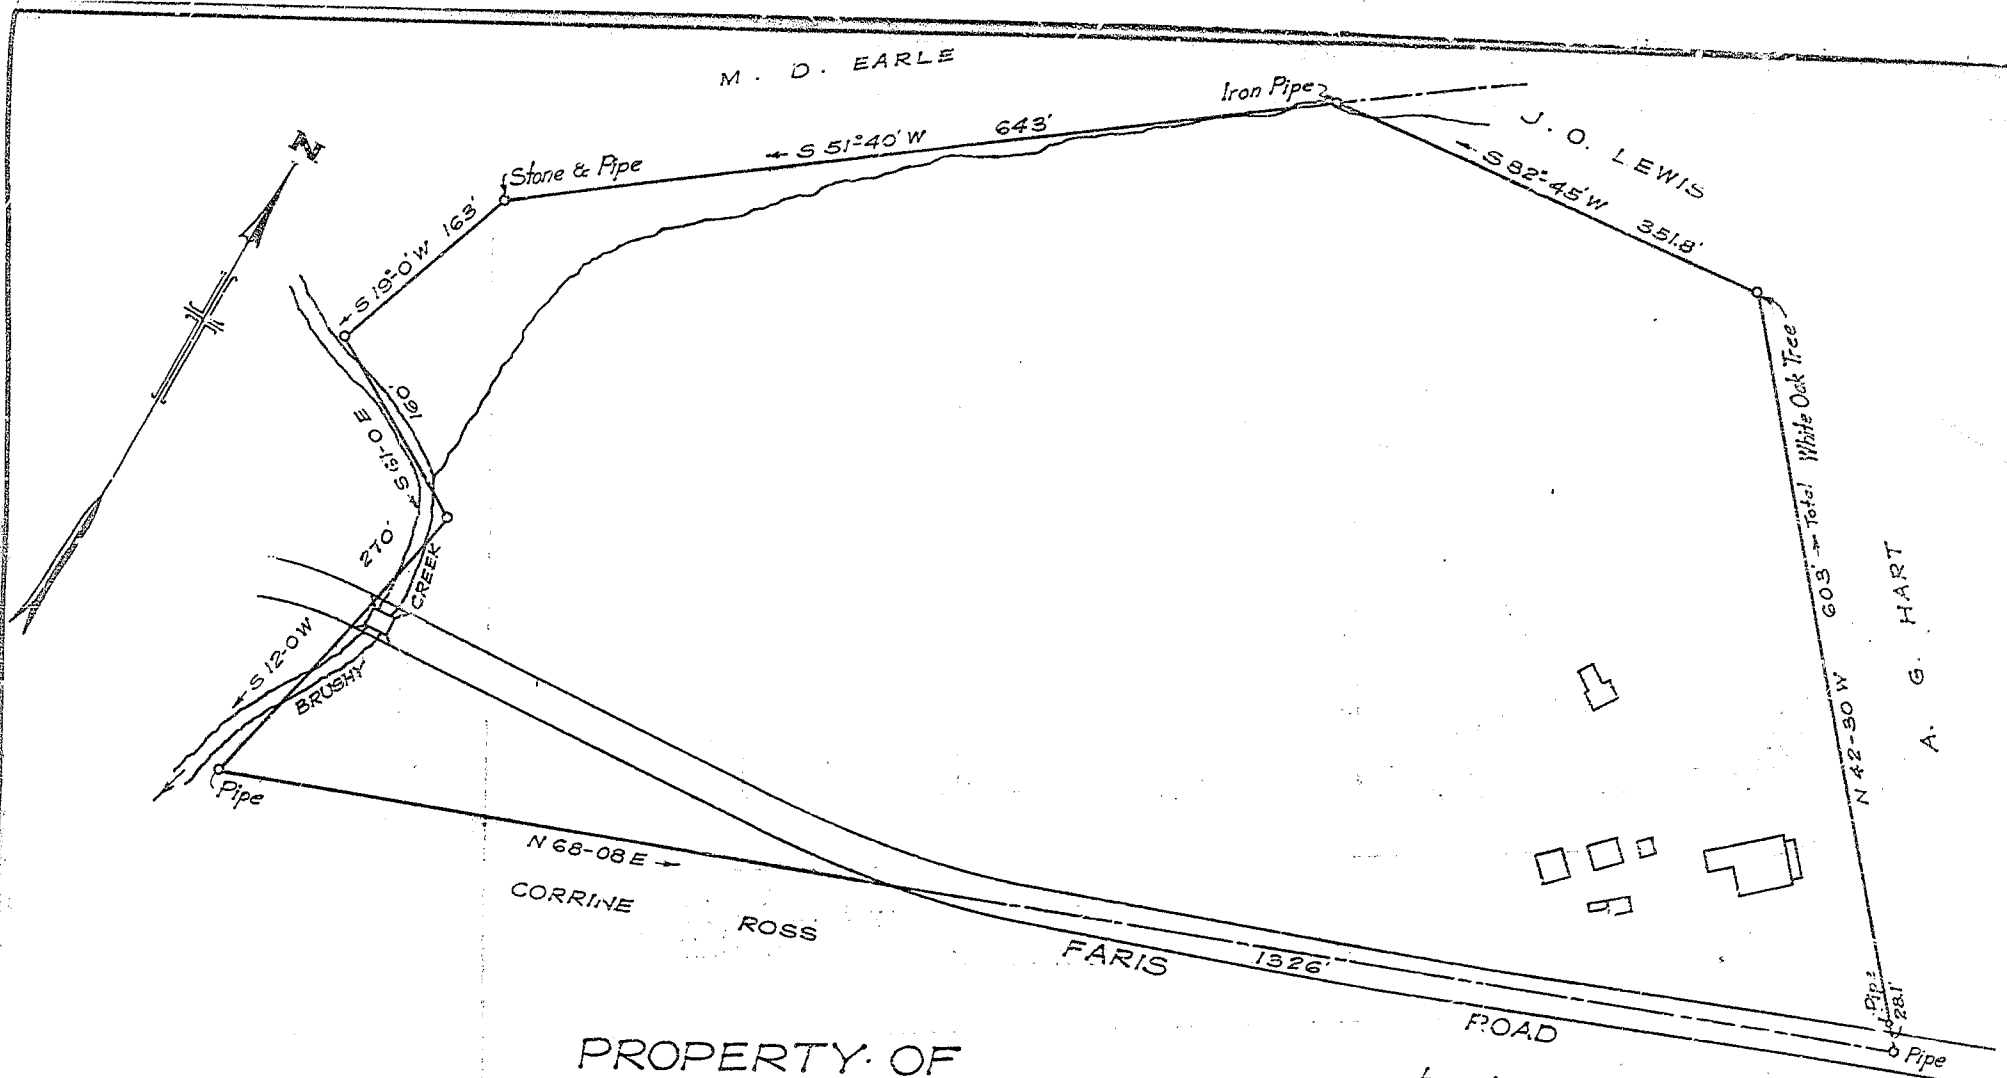 M. D. EARLE
Iron Pipe
J. O. LEWIS
N
S 51°-40' W 643'
Stone & Pipe
S 82°-45' W 351.8'
S 19°-0' W 163'
White Oak Tree
160'
S 61-0 E
603' - Total
270'
A. G. HART
CREEK
S 12-0 W
BRUSHY
N 42-30 W
Pipe
N 68-08 E
CORRINE ROSS
FARIS ROAD
1326'
Pipe
28.1'
Pipe
PROPERTY OF